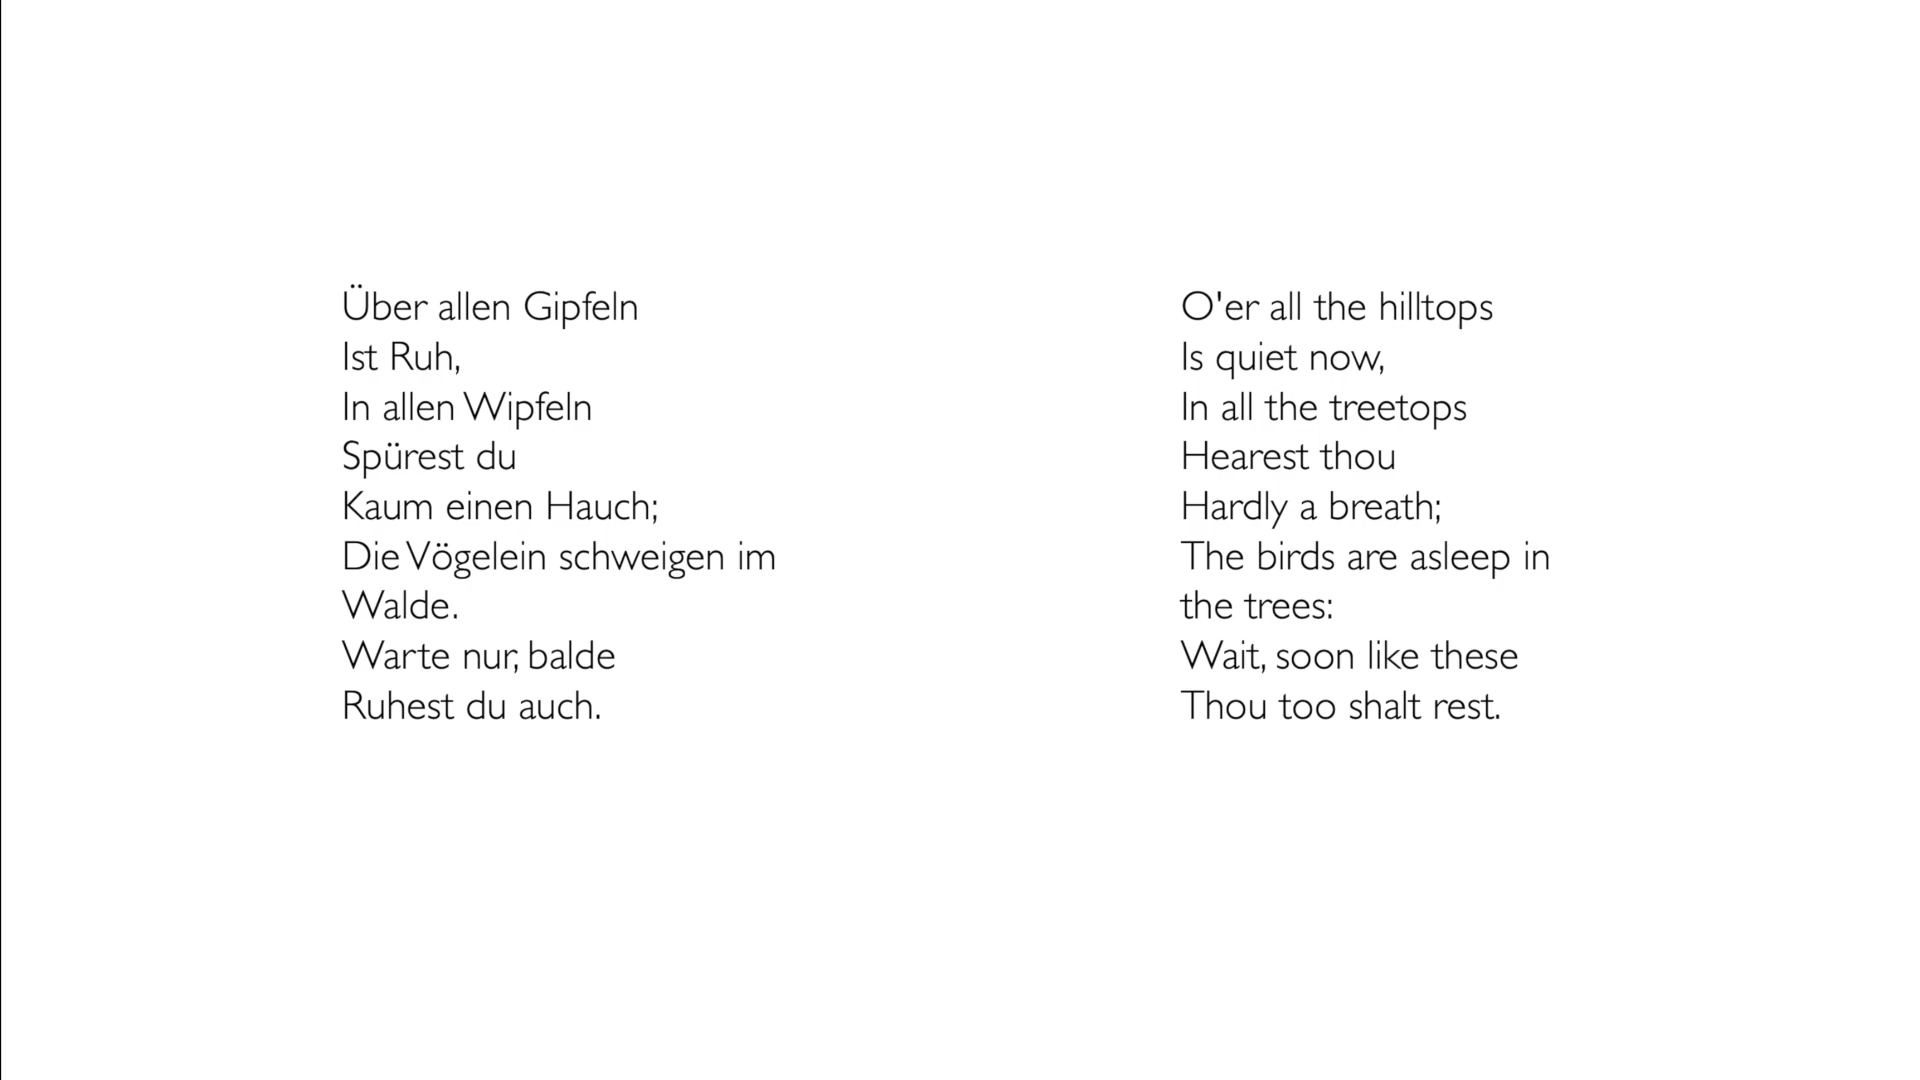 Über allen Gipfeln
Ist Ruh,
In allen Wipfeln
Spürest du
Kaum einen Hauch;
Die Vögelein schweigen im
Walde.
Warte nur, balde
Ruhest du auch.
O'er all the hilltops
Is quiet now,
In all the treetops
Hearest thou
Hardly a breath;
The birds are asleep in
the trees:
Wait, soon like these
Thou too shalt rest.